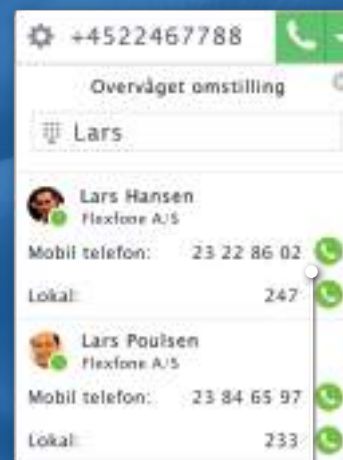 +4522467788
Overvåget omstilling
Lars
Lars Hansen
Flexfone A/S
Mobil telefon: 23 22 86 02
Lokal: 247
Lars Poulsen
Flexfone A/S
Mobil telefon: 23 84 65 97
Lokal: 233